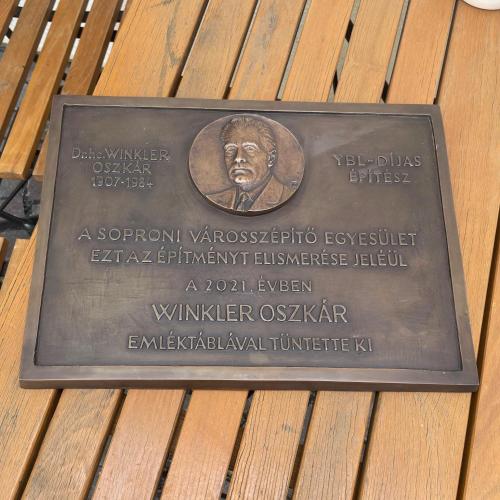 Dr.hc. WINKLER
OSZKÁR
1907-1984
YBL-DÍJAS
ÉPÍTÉSZ
A SOPRONI VÁROSSZÉPÍTŐ EGYESÜLET
EZT AZ ÉPÍTMÉNYT ELISMERÉSE JELÉÜL
A 2021. ÉVBEN
WINKLER OSZKÁR
EMLÉKTÁBLÁVAL TÜNTETTE KI